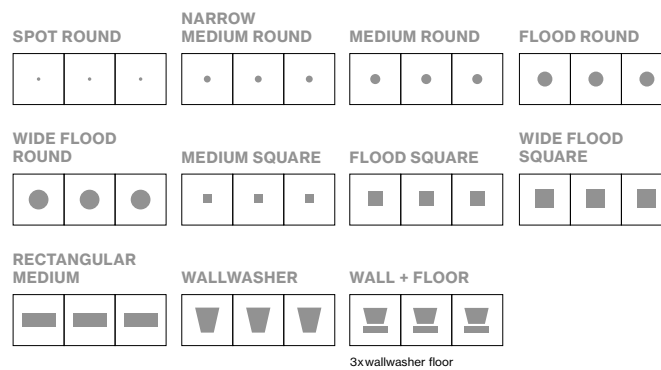 SPOT ROUND
NARROW
MEDIUM ROUND
MEDIUM ROUND
FLOOD ROUND
WIDE FLOOD
ROUND
MEDIUM SQUARE
FLOOD SQUARE
WIDE FLOOD
SQUARE
RECTANGULAR
MEDIUM
WALLWASHER
WALL + FLOOR
3x wallwasher floor